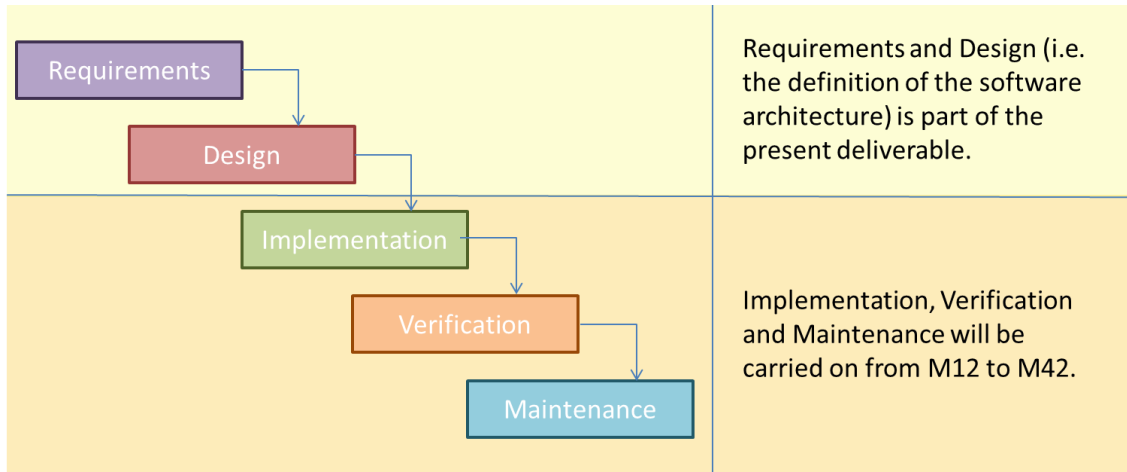 Requirements
Design
Requirements and Design (i.e.
the definition of the software
architecture) is part of the
present deliverable.
Implementation
Verification
Maintenance
Implementation, Verification
and Maintenance will be
carried on from M12 to M42.